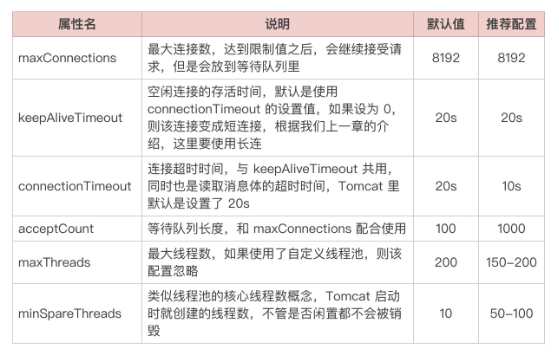 属性名 说明 默认值 推荐配置
maxConnections 最大连接数，达到限制值之后，会继续接受请 8192 8192
求，但是会放到等待队列里
空闲连接的存活时间，默认是使用
keepAliveTimeout connectionTimeout 的设置值，如果设为 0， 20s 20s
则该连接变成短连接，根据我们上一章的介
绍，这里要使用长连
连接超时时间，与 keepAliveTimeout 共用，
connectionTimeout 同时也是读取消息体的超时时间，Tomcat 里 20s 10s
默认是设置了 20s
acceptCount 等待队列长度，和 maxConnections 配合使用 100 1000
maxThreads 最大线程数，如果使用了自定义线程池，则该 200 150-200
配置忽略
类似线程池的核心线程数概念，Tomcat 启动
minSpareThreads 时就创建的线程数，不管是否闲置都不会被销 10 50-100
毁